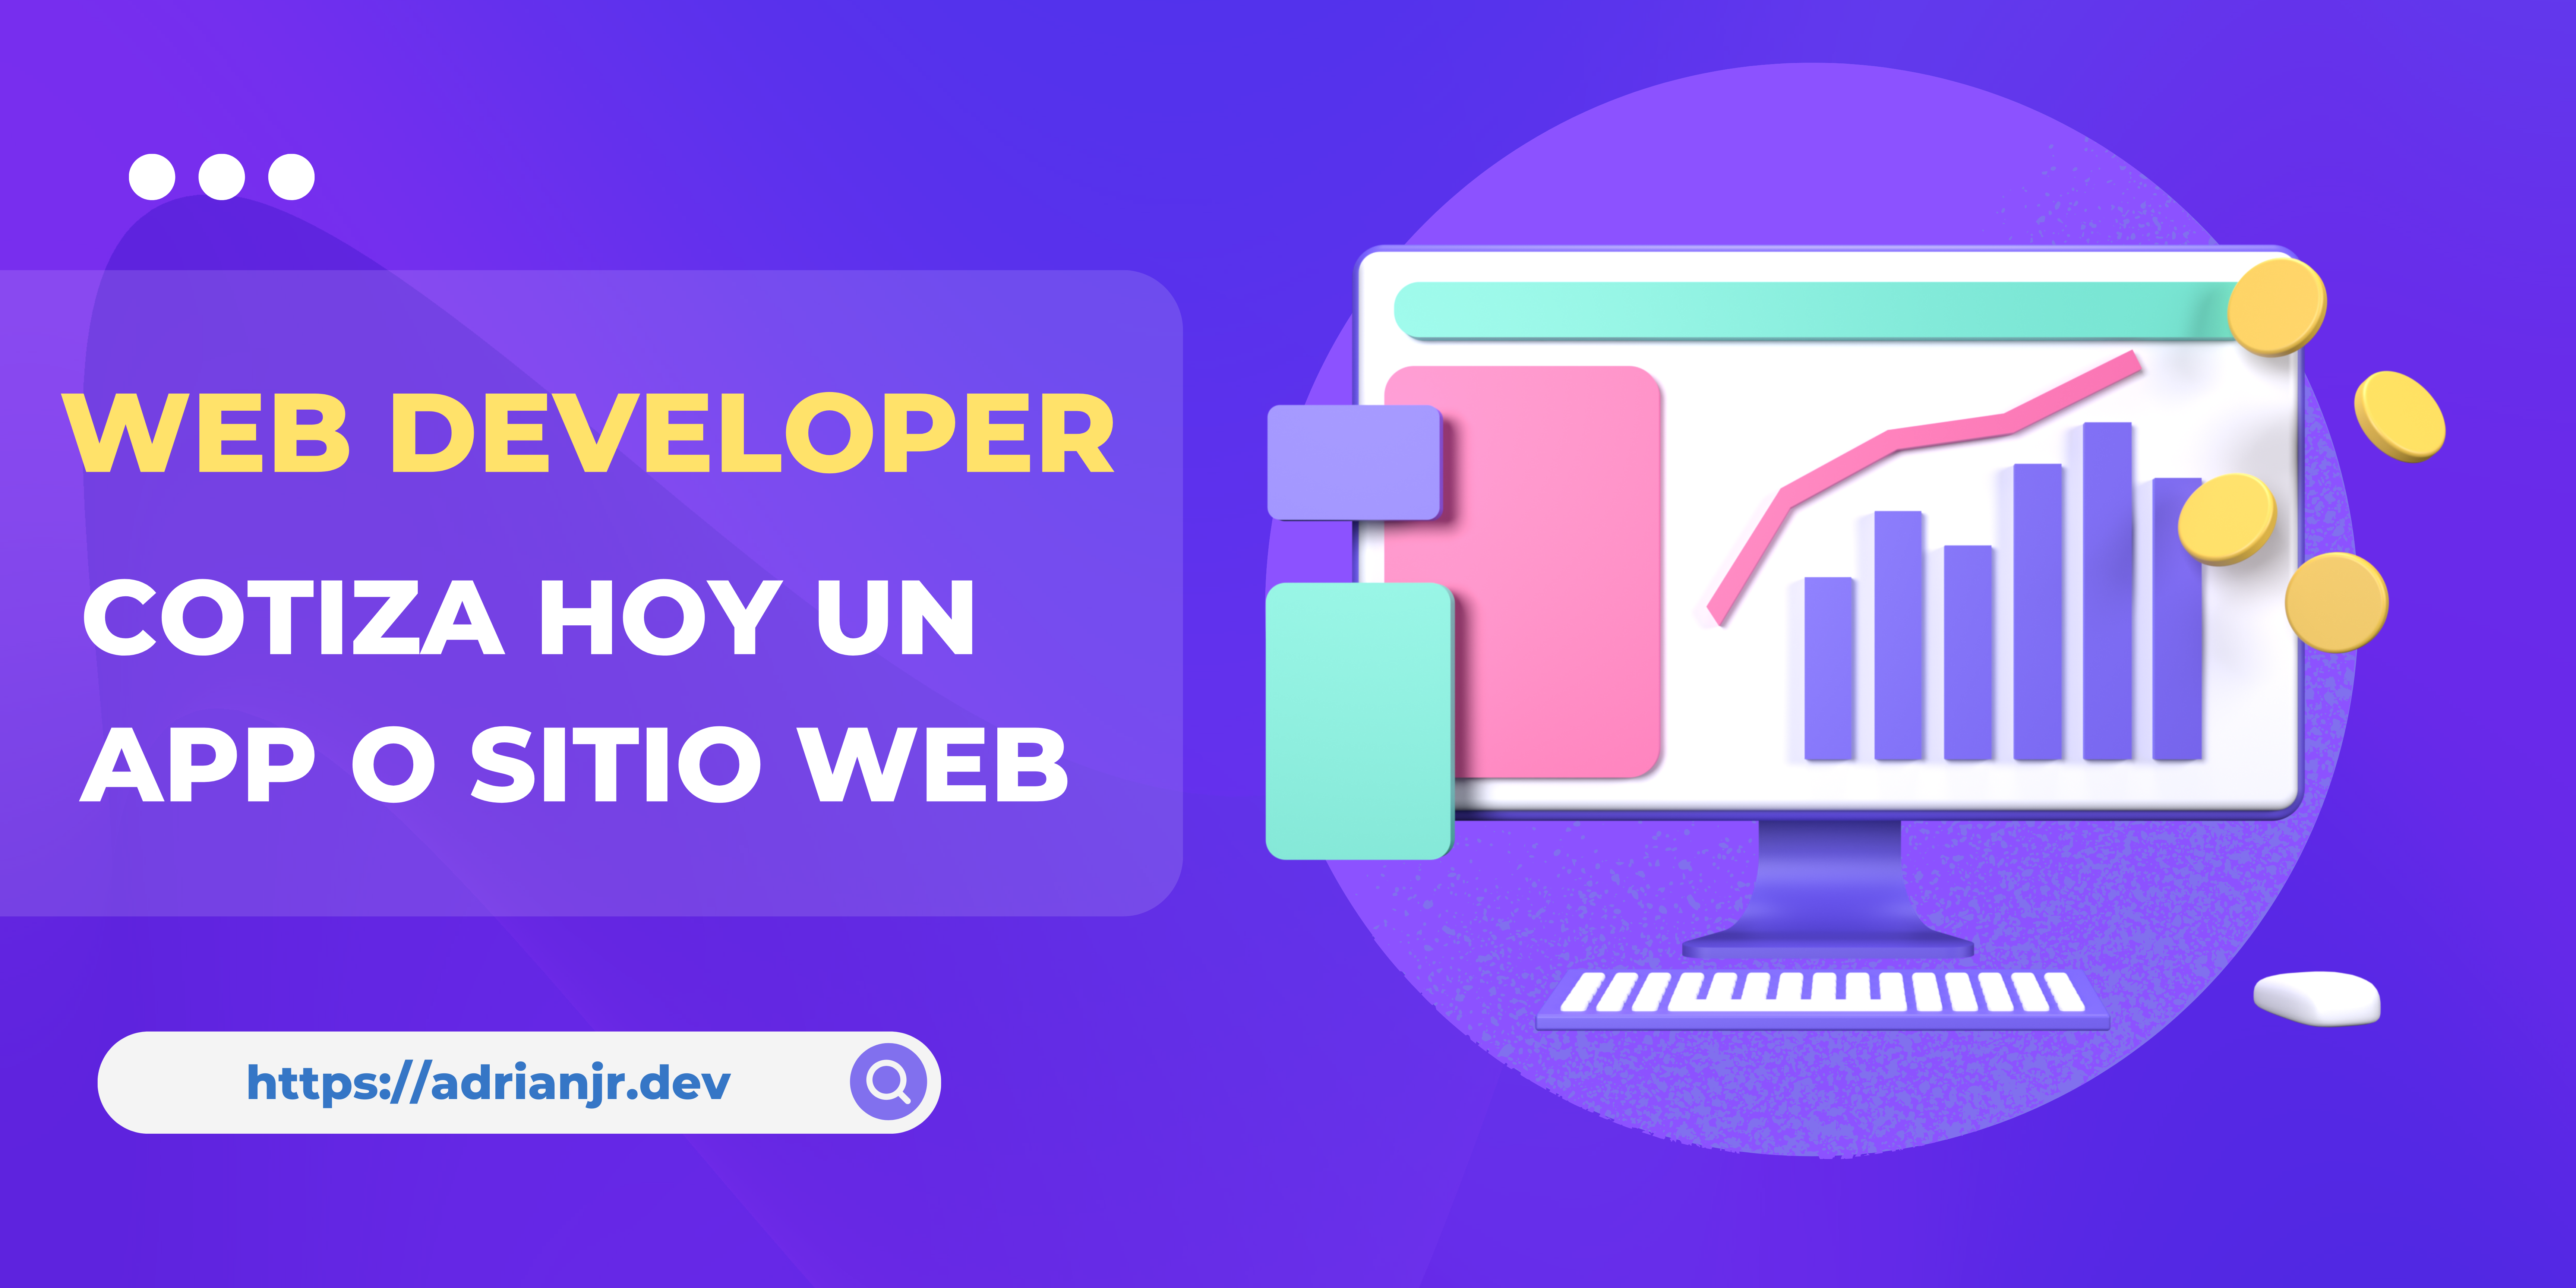 WEB DEVELOPER
COTIZA HOY UN
APP O SITIO WEB
https://adrianjr.dev